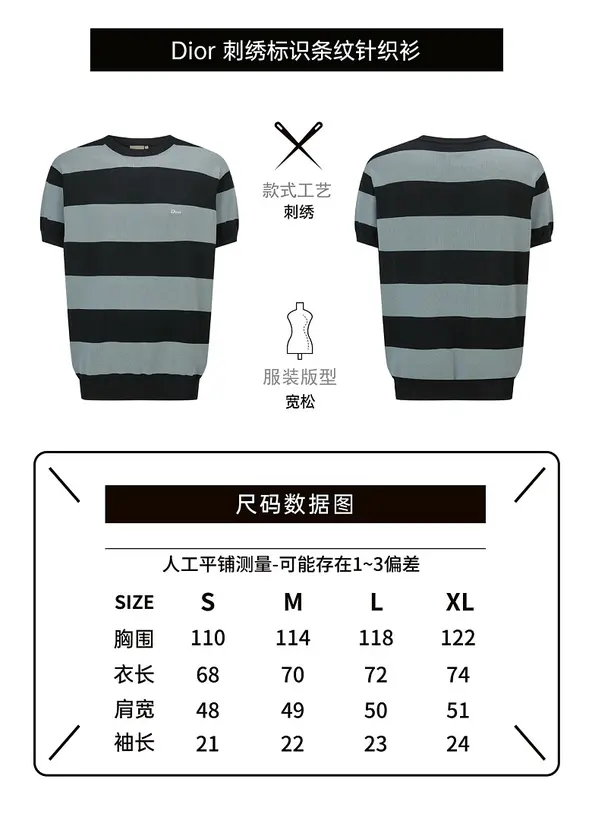 Dior 刺绣标识条纹针织衫
款式工艺
刺绣
Dior
服装版型
宽松
尺码数据图
人工平铺测量-可能存在1~3偏差
SIZE S M L XL
胸围 110 114 118 122
衣长 68 70 72 74
肩宽 48 49 50 51
袖长 21 22 23 24